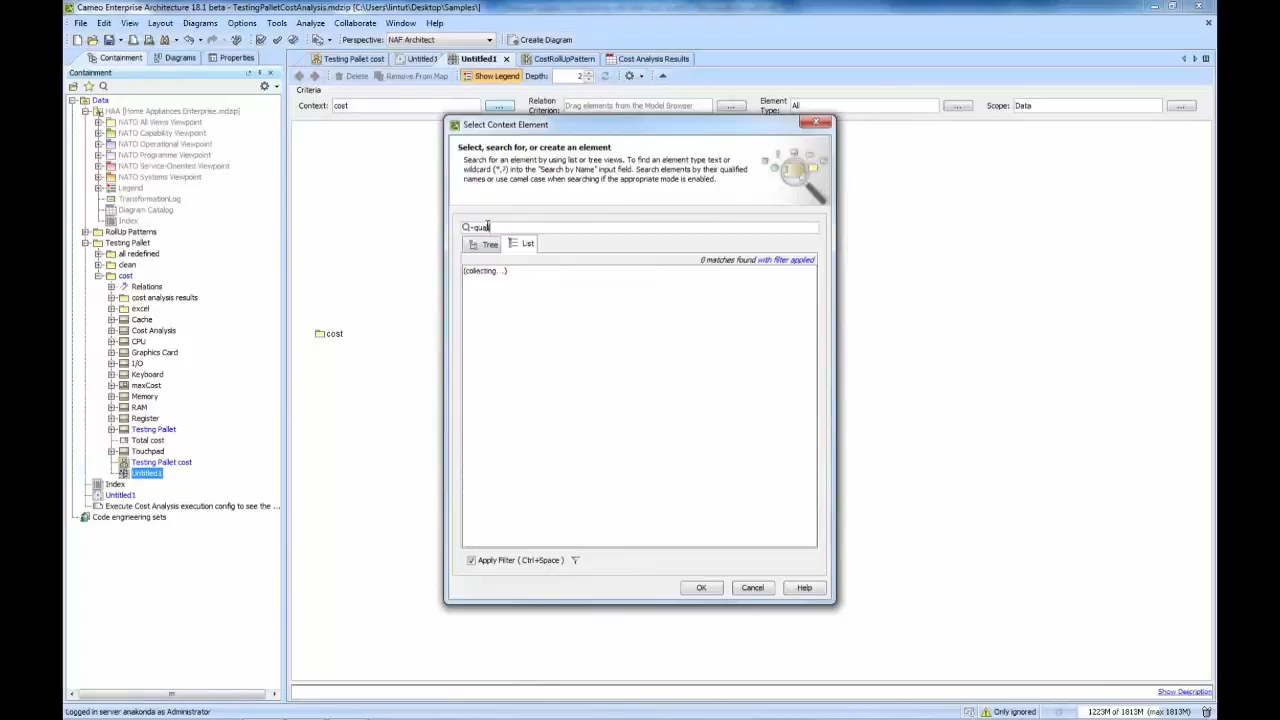 Cameo Enterprise Architecture 18.1 beta - TestingPalletCostAnalysis.mdzip [C:\Users\lintut\Desktop\Samples\]
File Edit View Layout Diagrams Options Tools Analyze Collaborate Window Help
Perspective: NAF Architect Create Diagram
Containment Diagrams Properties
Testing Pallet cost Untitled1 Untitled1 CostRollUpPattern Cost Analysis Results
Containment
Delete Remove From Map Show Legend Depth: 2
Criteria
Context: cost ... Relation Criterion: Drag elements from the Model Browser ... Element Type: All ... Scope: Data ...
Data
HAA [Home Appliances Enterprise.mdzip]
NATO All Views Viewpoint
NATO Capability Viewpoint
NATO Operational Viewpoint
NATO Programme Viewpoint
NATO Service-Oriented Viewpoint
NATO Systems Viewpoint
Legend
TransformationLog
Diagram Catalog
Index
RollUp Patterns
Testing Pallet
all redefined
clean
cost
Relations
cost analysis results
excel
Cache
Cost Analysis
CPU
Graphics Card
I/O
Keyboard
maxCost
Memory
RAM
Register
Testing Pallet
Total cost
Touchpad
Testing Pallet cost
Untitled1
Index
Untitled1
Execute Cost Analysis execution config to see the ...
Code engineering sets
cost
Select Context Element
Select, search for, or create an element
Search for an element by using list or tree views. To find an element type text or
wildcard (*,?) into the "Search by Name" input field. Search elements by their qualified
names or use camel case when searching if the appropriate mode is enabled.
quali
Tree List
0 matches found with filter applied
(collecting...)
Apply Filter (Ctrl+Space)
OK Cancel Help
Show Description
Logged in server anakonda as Administrator
Only ignored 1223M of 1813M (max 1813M)